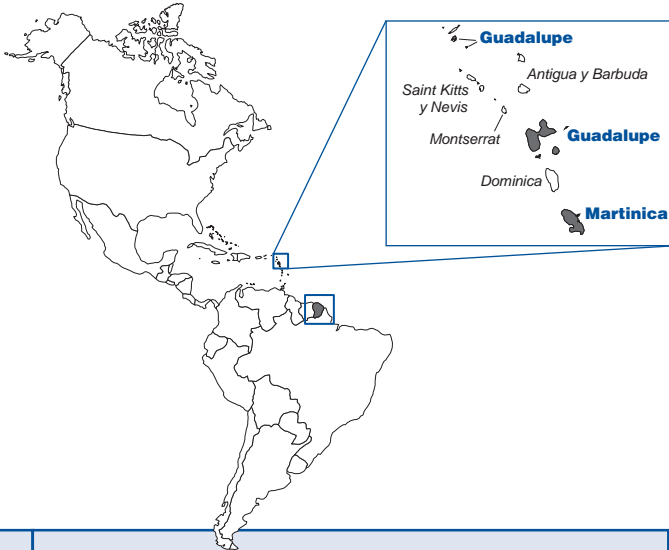 Guadalupe
Antigua y Barbuda
Saint Kitts
y Nevis
Montserrat
Guadalupe
Dominica
Martinica